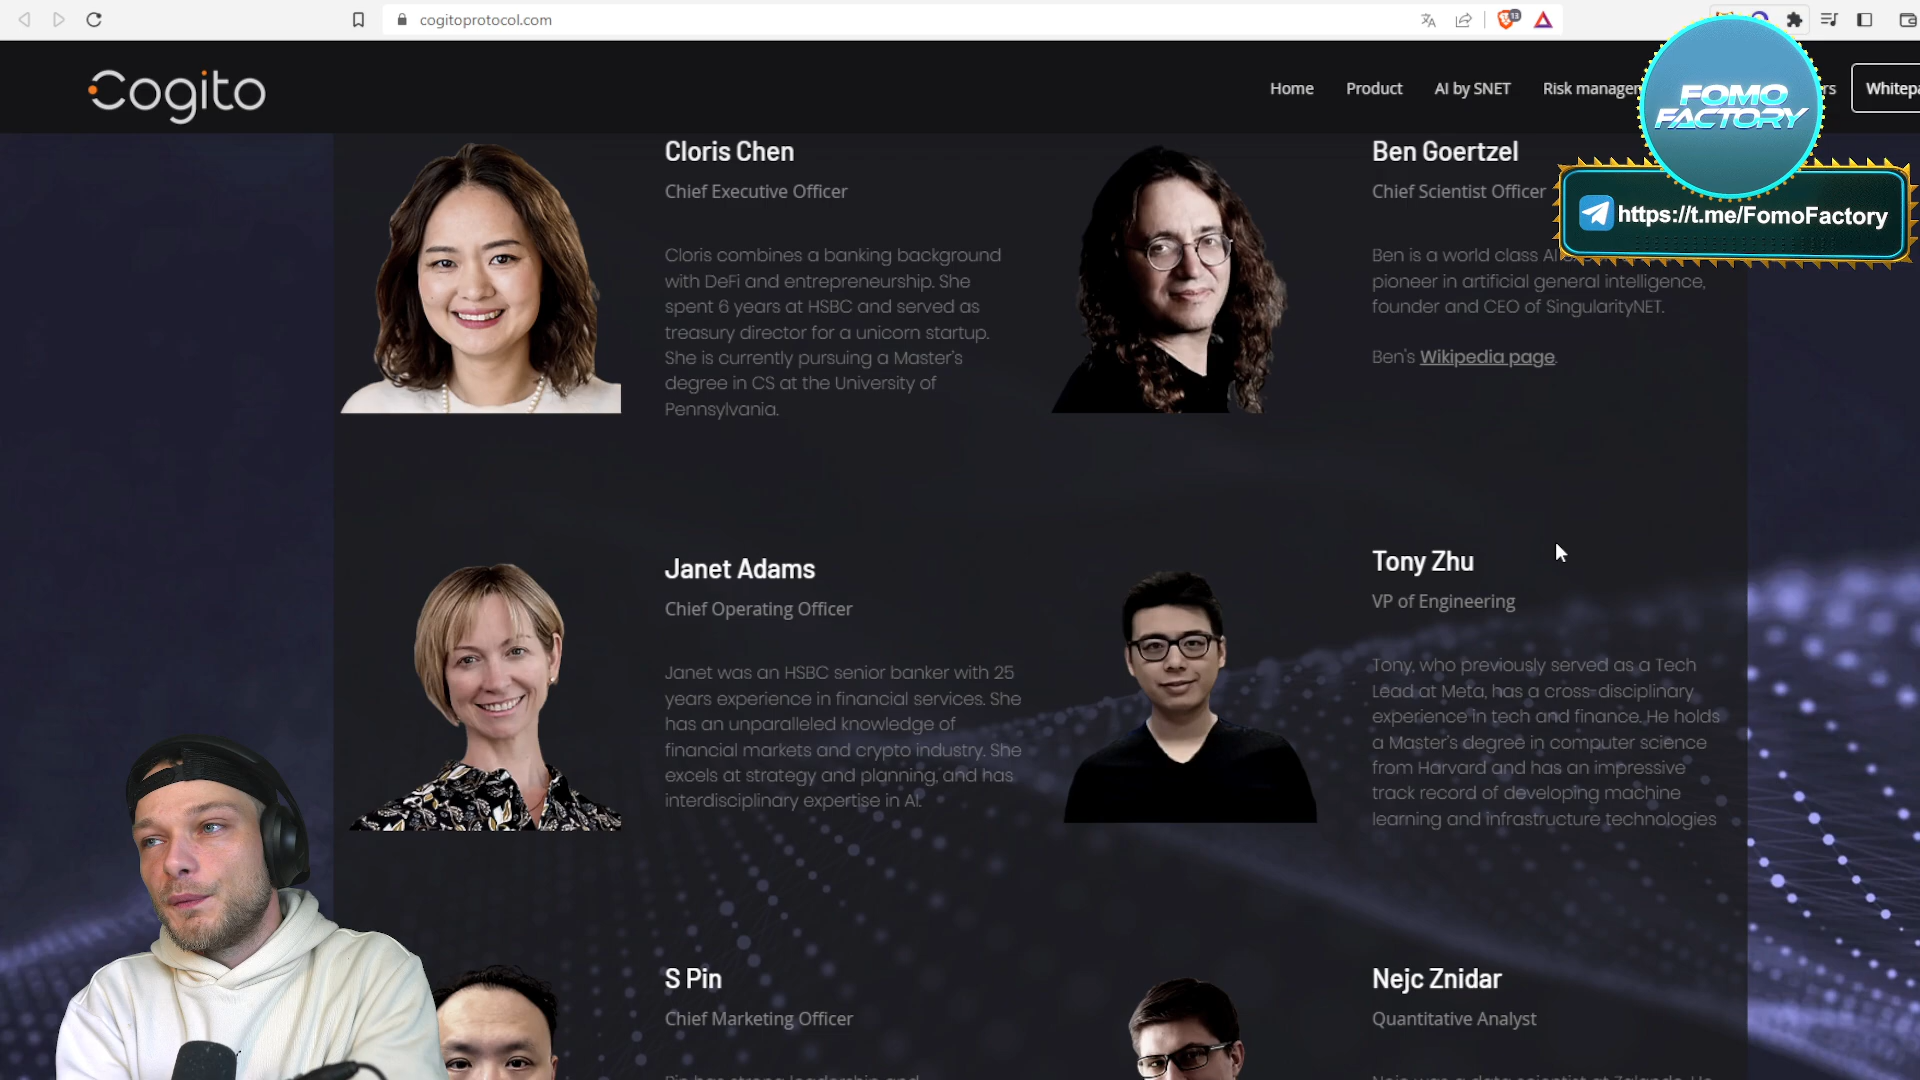 cogitoprotocol.com
13
Cogito
Home
Product
AI by SNET
Risk manager
rs
Whitepa
FOMO
FACTORY
https://t.me/FomoFactory
Cloris Chen
Chief Executive Officer
Cloris combines a banking background
with DeFi and entrepreneurship. She
spent 6 years at HSBC and served as
treasury director for a unicorn startup.
She is currently pursuing a Master's
degree in CS at the University of
Pennsylvania.
Ben Goertzel
Chief Scientist Officer
Ben is a world class AI
pioneer in artificial general intelligence,
founder and CEO of SingularityNET.
Ben's Wikipedia page.
Janet Adams
Chief Operating Officer
Janet was an HSBC senior banker with 25
years experience in financial services. She
has an unparalleled knowledge of
financial markets and crypto industry. She
excels at strategy and planning, and has
interdisciplinary expertise in AI.
Tony Zhu
VP of Engineering
Tony, who previously served as a Tech
Lead at Meta, has a cross-disciplinary
experience in tech and finance. He holds
a Master's degree in computer science
from Harvard and has an impressive
track record of developing machine
learning and infrastructure technologies
S Pin
Chief Marketing Officer
Nejc Znidar
Quantitative Analyst